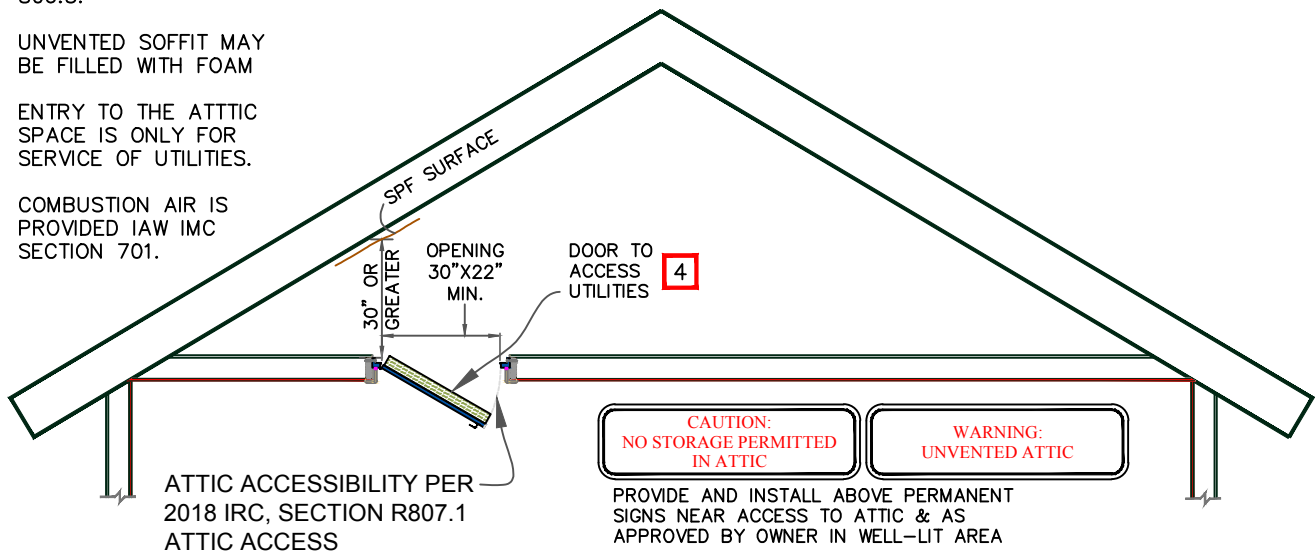 UNVENTED SOFFIT MAY
BE FILLED WITH FOAM
ENTRY TO THE ATTTIC
SPACE IS ONLY FOR
SERVICE OF UTILITIES.
COMBUSTION AIR IS
PROVIDED IAW IMC
SECTION 701.
SPF SURFACE
30" OR
GREATER
OPENING
30"X22"
MIN.
DOOR TO
ACCESS
UTILITIES
4
ATTIC ACCESSIBILITY PER
2018 IRC, SECTION R807.1
ATTIC ACCESS
CAUTION:
NO STORAGE PERMITTED
IN ATTIC
WARNING:
UNVENTED ATTIC
PROVIDE AND INSTALL ABOVE PERMANENT
SIGNS NEAR ACCESS TO ATTIC & AS
APPROVED BY OWNER IN WELL-LIT AREA